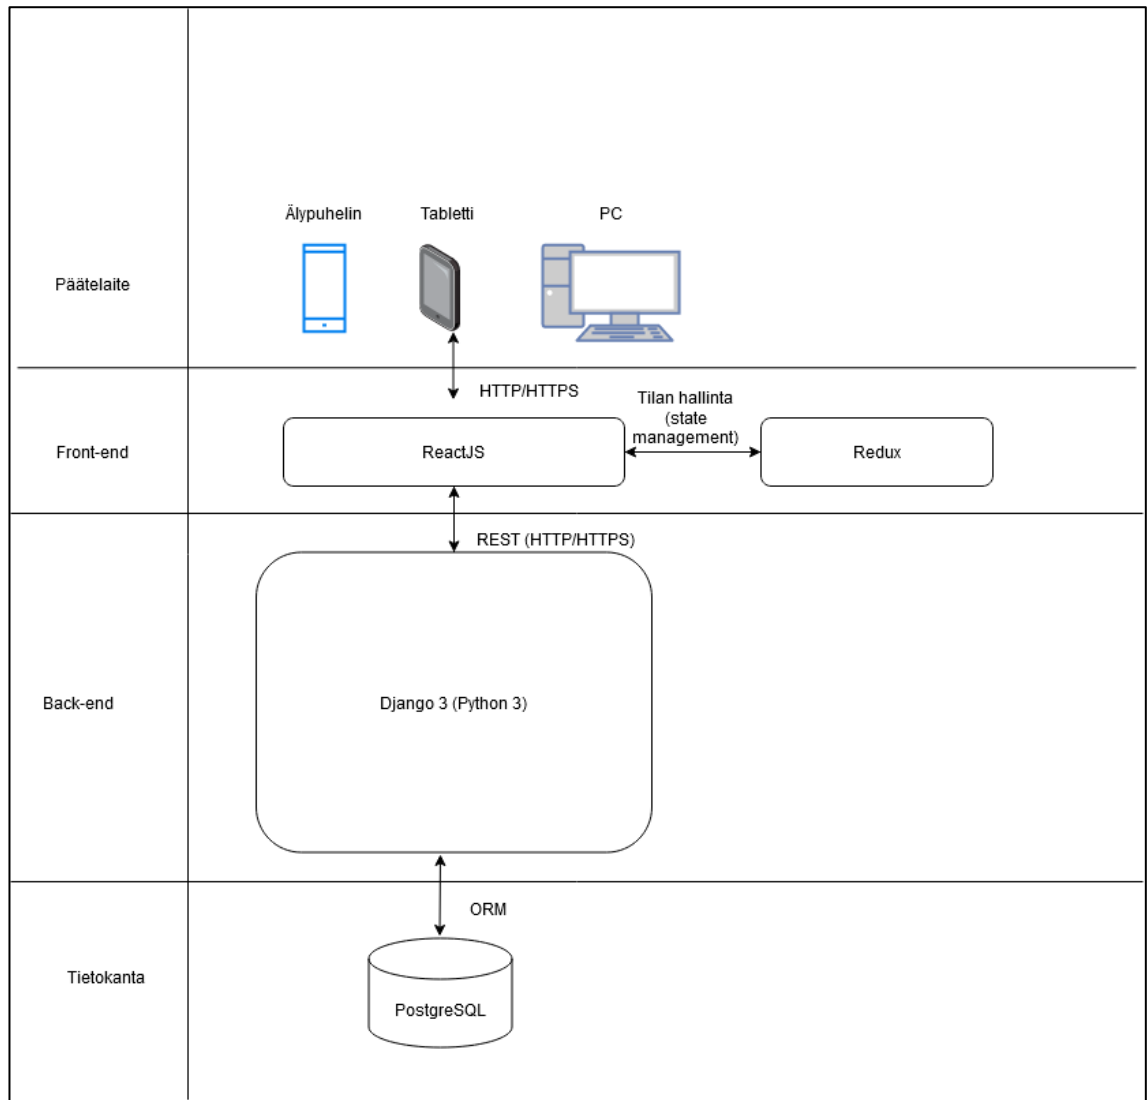 Älypuhelin
Tabletti
PC
Päätelaite
HTTP/HTTPS
Tilan hallinta
(state
management)
Front-end
ReactJS
Redux
REST (HTTP/HTTPS)
Back-end
Django 3 (Python 3)
ORM
Tietokanta
PostgreSQL